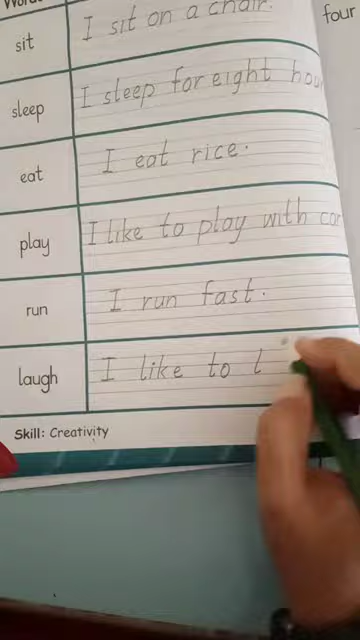 four
sit I sit on a chair.
sleep I sleep for eight
eat I eat rice.
play I like to play with
run I run fast.
laugh I like to l
Skill: Creativity